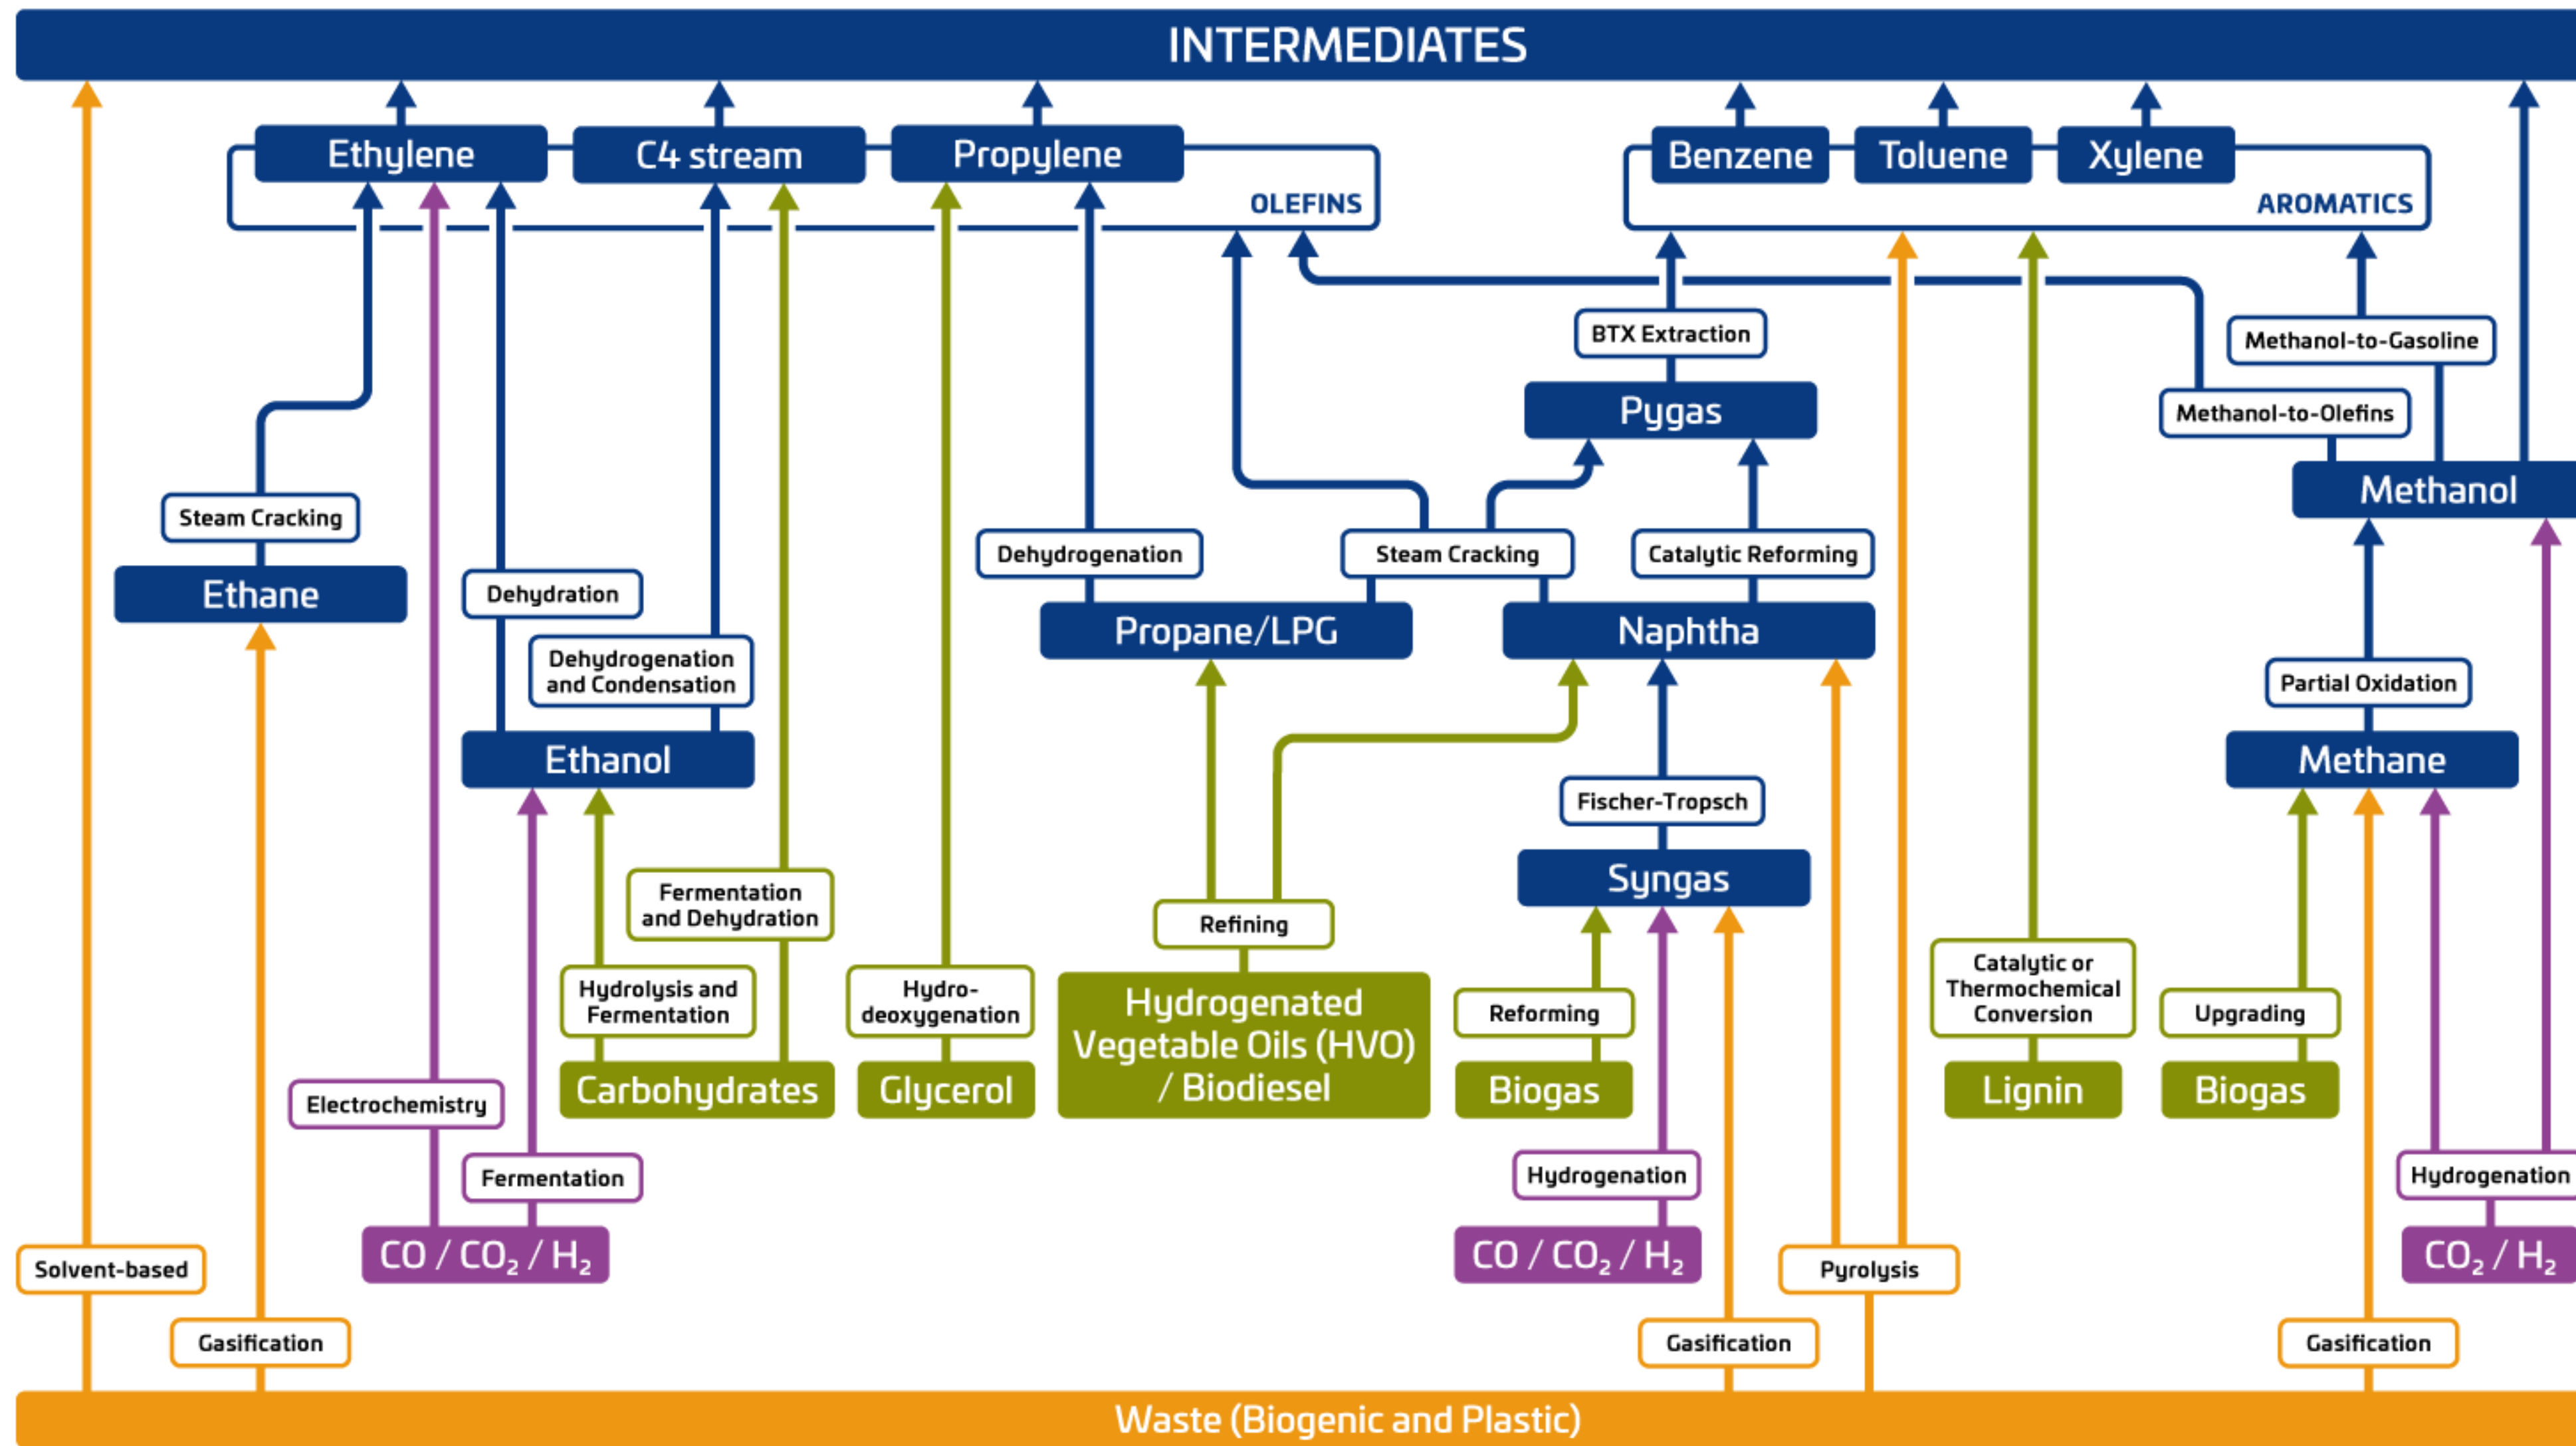 INTERMEDIATES
Ethylene
C4 stream
Propylene
OLEFINS
Benzene
Toluene
Xylene
AROMATICS
BTX Extraction
Methanol-to-Gasoline
Pygas
Methanol-to-Olefins
Methanol
Steam Cracking
Dehydrogenation
Steam Cracking
Catalytic Reforming
Ethane
Dehydration
Propane/LPG
Naphtha
Dehydrogenation
and Condensation
Partial Oxidation
Ethanol
Methane
Fischer-Tropsch
Syngas
Fermentation
and Dehydration
Refining
Hydrolysis and
Fermentation
Hydro-
deoxygenation
Hydrogenated
Vegetable Oils (HVO)
/ Biodiesel
Reforming
Catalytic or
Thermochemical
Conversion
Upgrading
Carbohydrates
Glycerol
Biogas
Lignin
Biogas
Electrochemistry
Fermentation
Hydrogenation
Hydrogenation
CO / CO₂ / H₂
CO / CO₂ / H₂
CO₂ / H₂
Solvent-based
Pyrolysis
Gasification
Gasification
Gasification
Waste (Biogenic and Plastic)